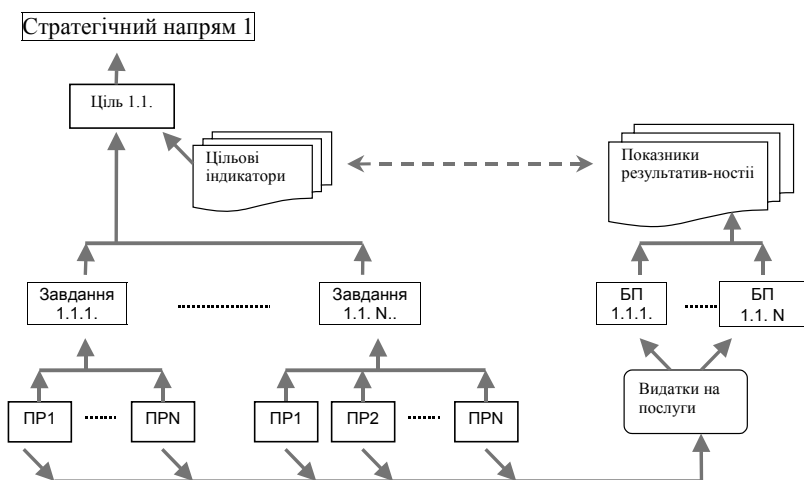 Стратегічний напрям 1
Ціль 1.1.
Цільові
індикатори
Показники
результатив-ностіі
Завдання
1.1.1.
Завдання
1.1. N..
БП
1.1.1.
БП
1.1. N
ПР1
ПРN
ПР1
ПР2
ПРN
Видатки на
послуги